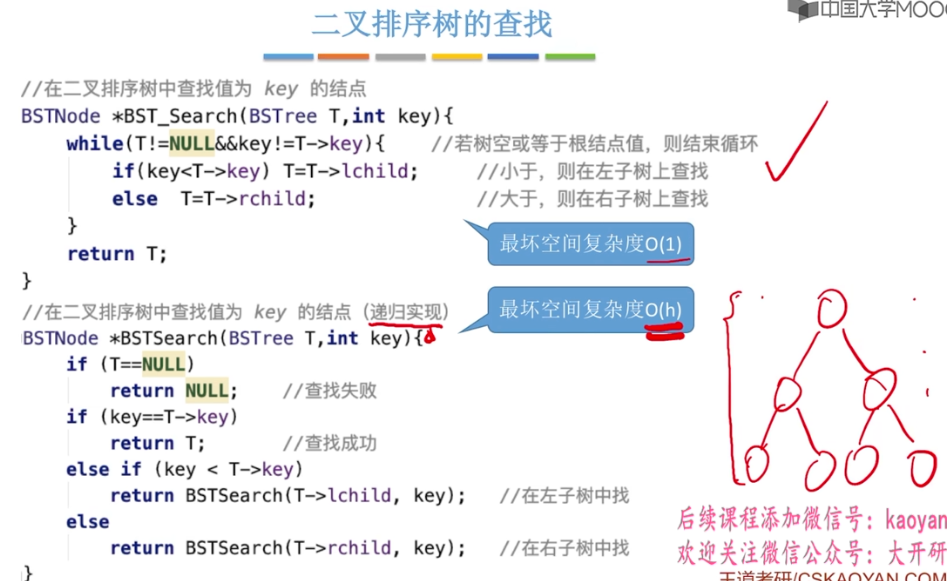 二叉排序树的查找
中国大学MOO
//在二叉排序树中查找值为 key 的结点
BSTNode *BST_Search(BSTree T,int key){
while(T!=NULL&&key!=T->key){ //若树空或等于根结点值，则结束循环
if(key<T->key) T=T->lchild; //小于，则在左子树上查找
else T=T->rchild; //大于，则在右子树上查找
}
最坏空间复杂度O(1)
return T;
}
//在二叉排序树中查找值为 key 的结点（递归实现）
最坏空间复杂度O(h)
BSTNode *BSTSearch(BSTree T,int key){
if (T==NULL)
return NULL; //查找失败
if (key==T->key)
return T; //查找成功
else if (key < T->key)
return BSTSearch(T->lchild, key); //在左子树中找
else
return BSTSearch(T->rchild, key); //在右子树中找
}
后续课程添加微信号：kaoyan
欢迎关注微信公众号：大开研
王道考研/CSKAOYAN.COM